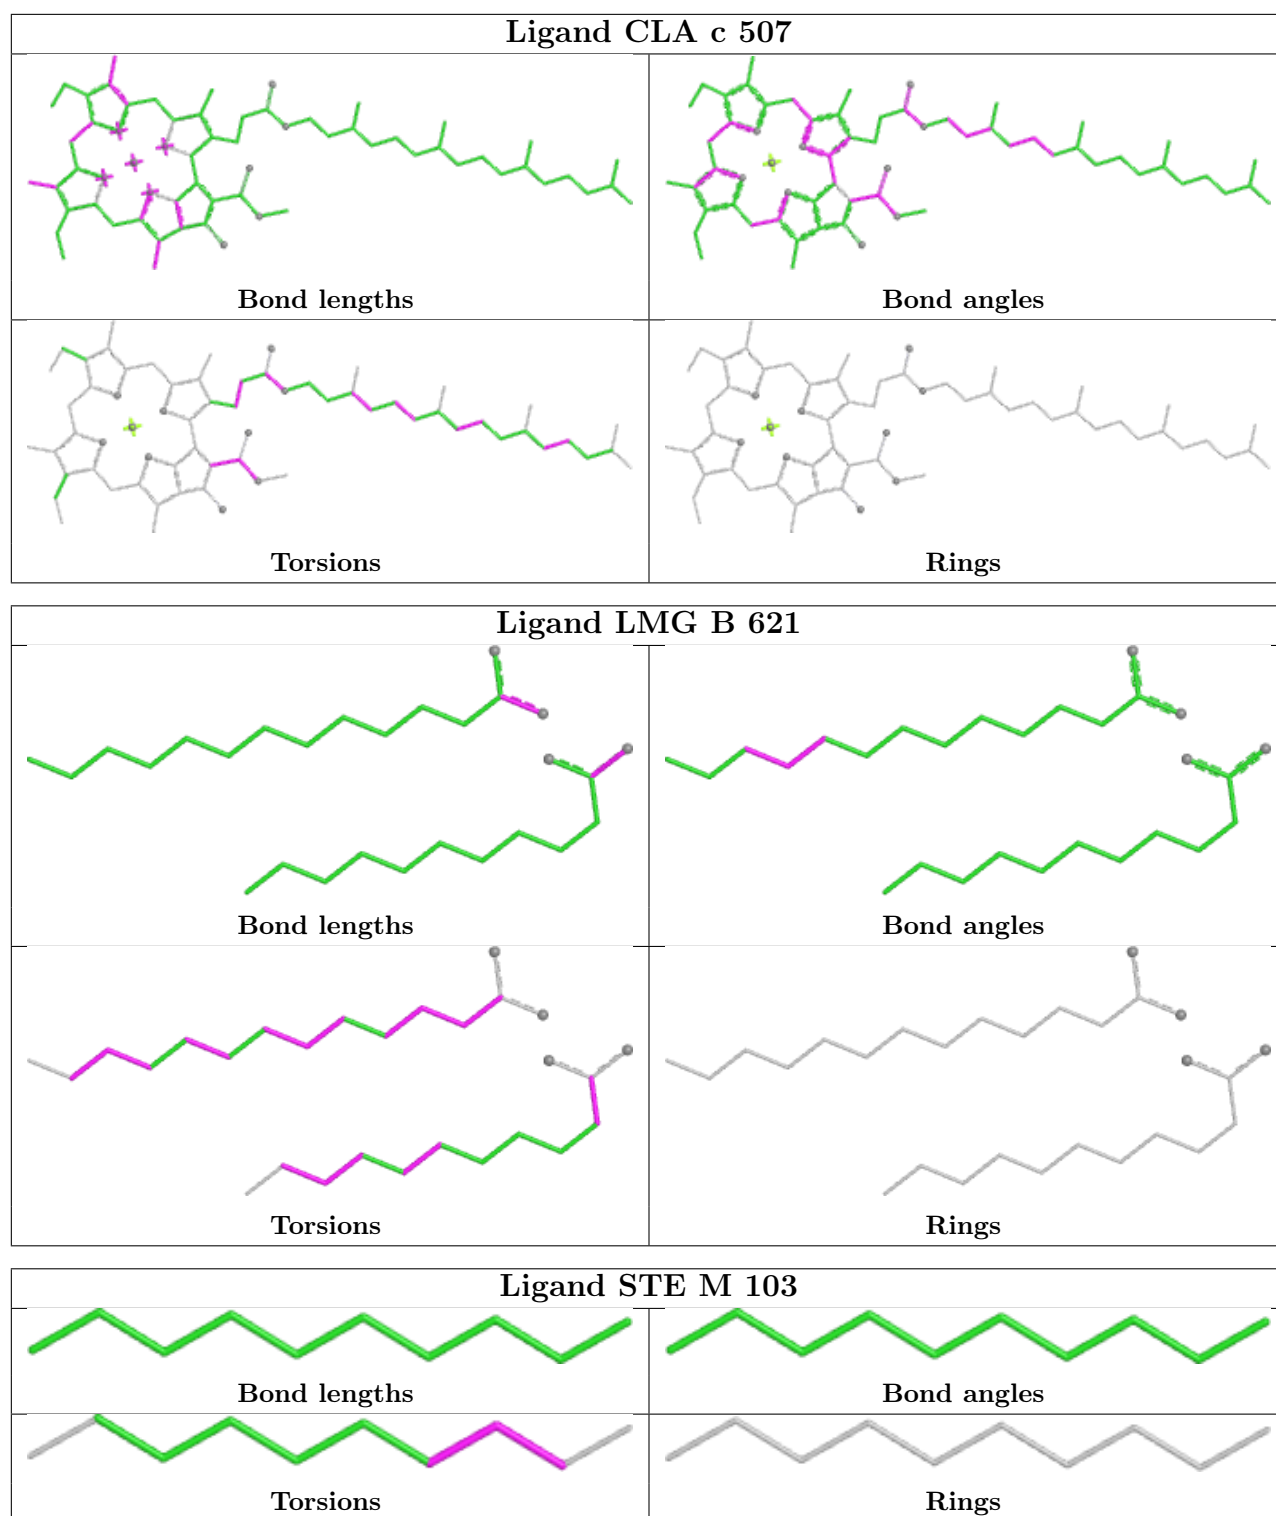 Ligand CLA c 507
Bond lengths
Bond angles
Torsions
Rings
Ligand LMG B 621
Bond lengths
Bond angles
Torsions
Rings
Ligand STE M 103
Bond lengths
Bond angles
Torsions
Rings